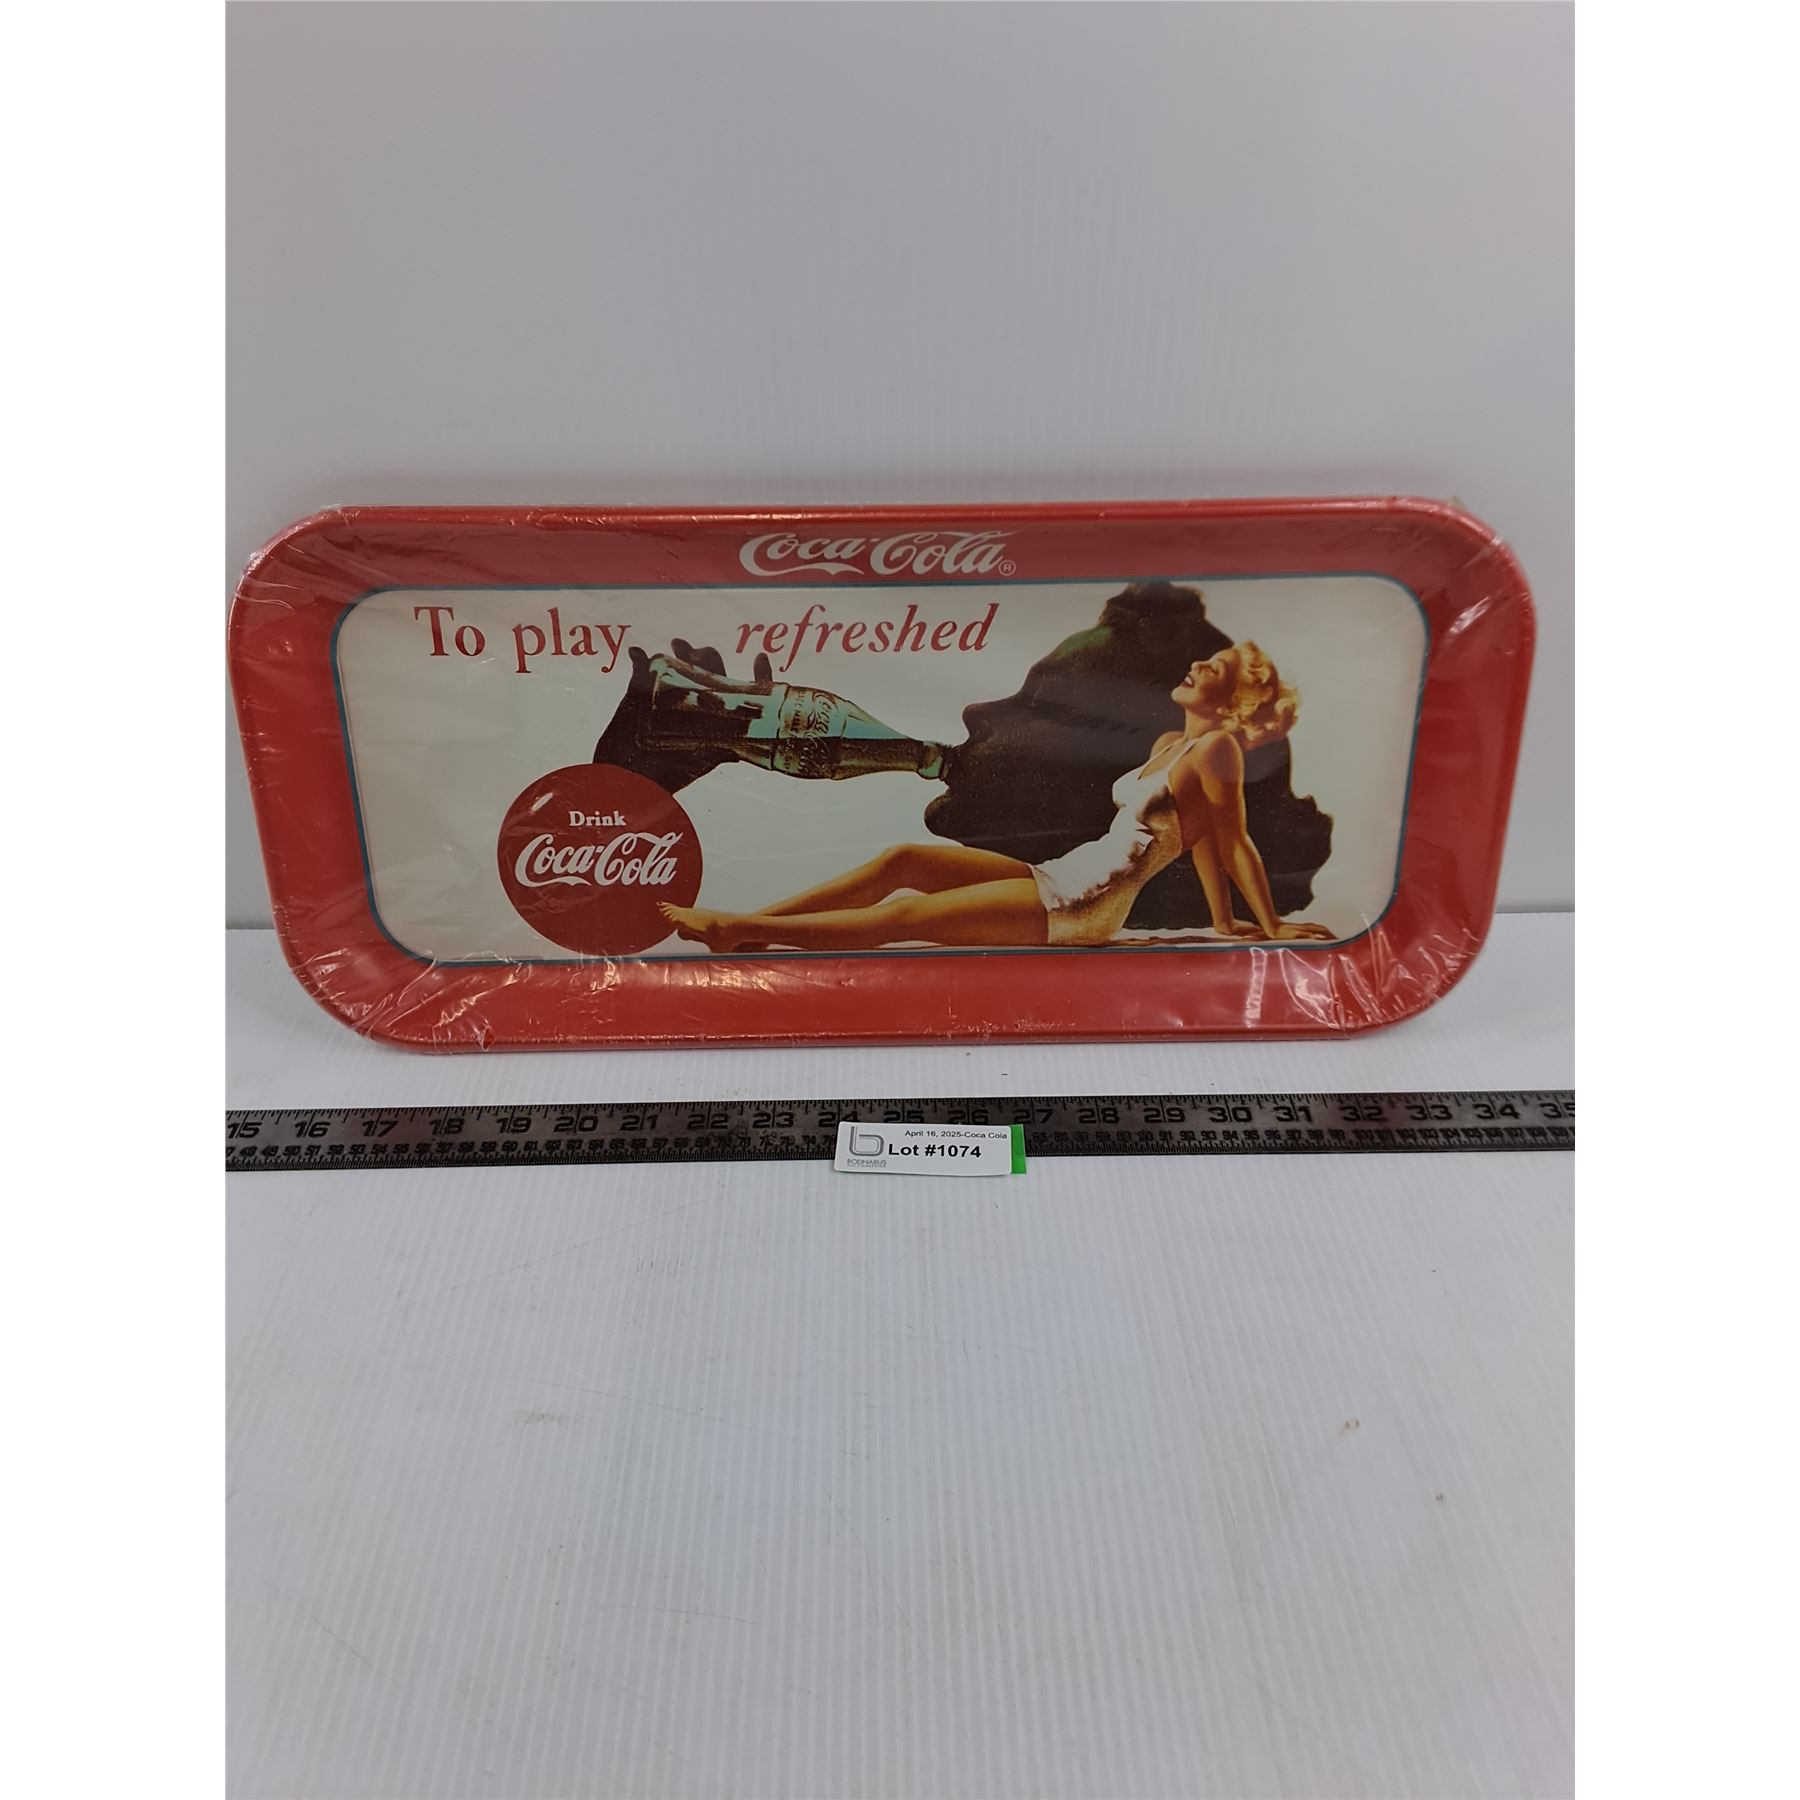 Coca-Cola®
To play refreshed
Drink
Coca-Cola
15 16 17 18 19 20 21 22 23 24 25 26 27 28 29 30 31 32 33 34 35
April 16, 2025-Coca Cola
Lot #1074
BODNARUS